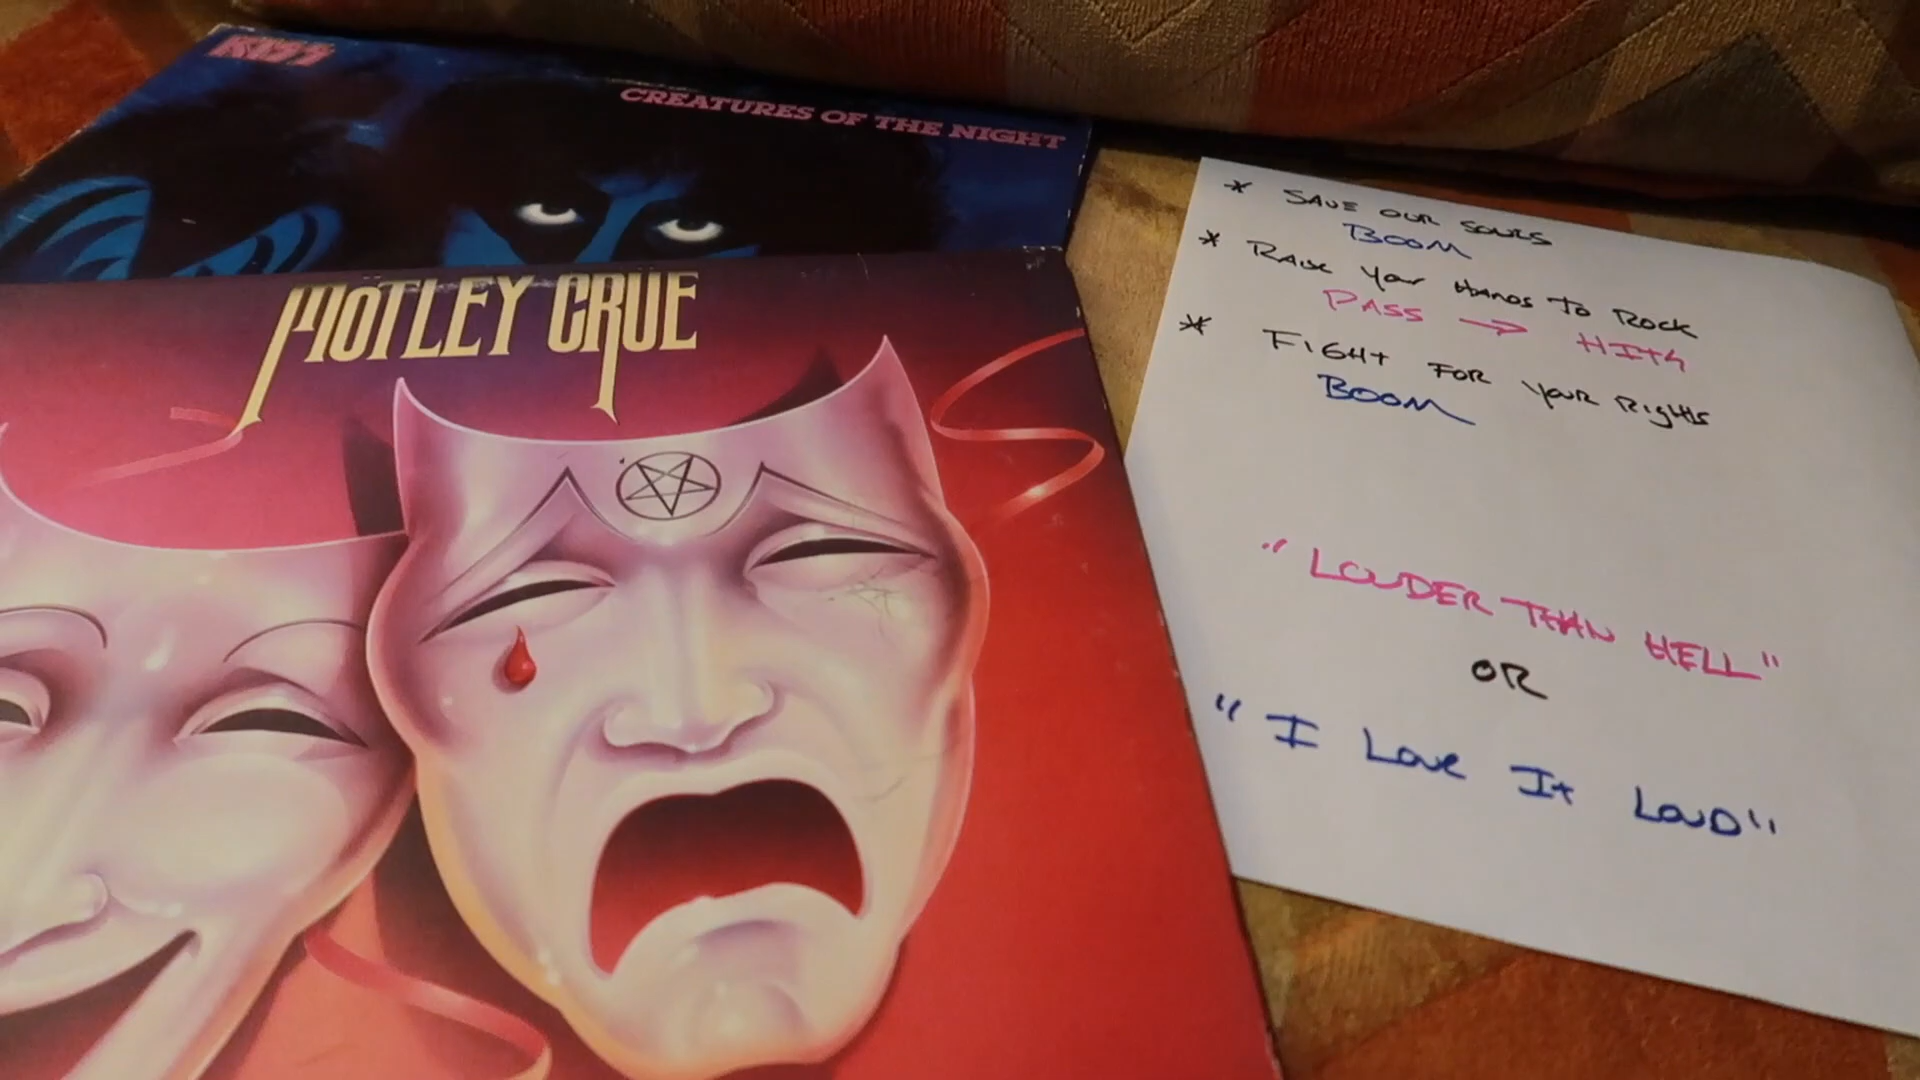 KISS
CREATURES OF THE NIGHT
MÖTLEY CRÜE
* SAVE OUR SOULS
BOOM
* RAISE YOUR HANDS TO ROCK
PASS → HITS
* FIGHT FOR YOUR RIGHTS
BOOM
"LOUDER THAN HELL"
OR
"I LOVE IT LOUD"